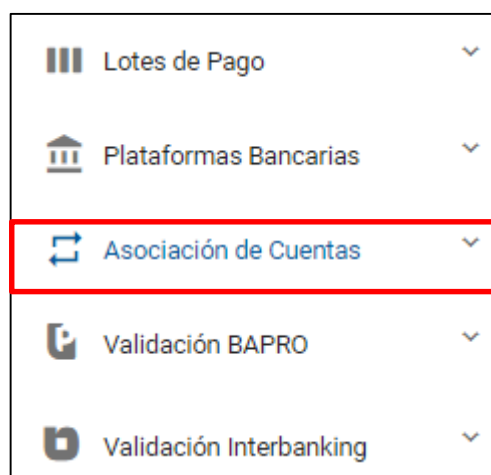 Lotes de Pago
Plataformas Bancarias
Asociación de Cuentas
Validación BAPRO
Validación Interbanking